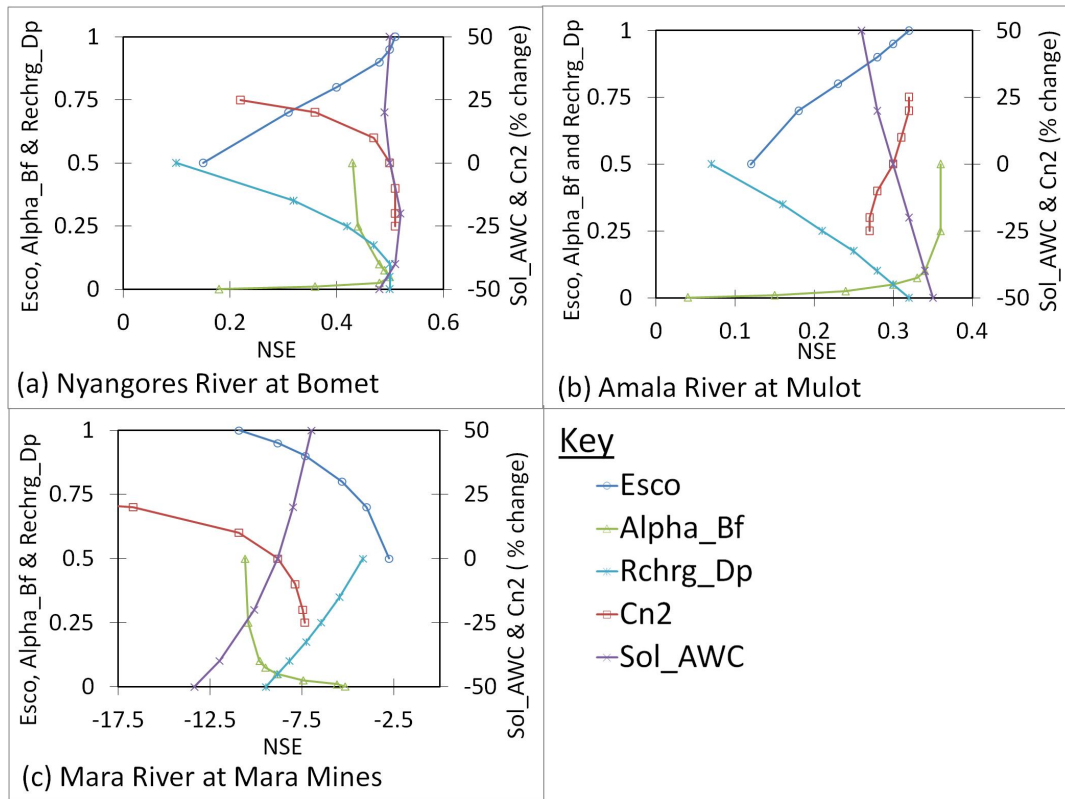 1
0.75
0.5
0.25
0
Esco, Alpha_Bf & Rechrg_Dp
50
25
0
-25
-50
Sol_AWC & Cn2 (% change)
0
0.2
0.4
0.6
NSE
(a) Nyangores River at Bomet
1
0.75
0.5
0.25
0
Esco, Alpha_Bf and Rechrg_Dp
50
25
0
-25
-50
Sol_AWC & Cn2 (% change)
0
0.1
0.2
0.3
0.4
NSE
(b) Amala River at Mulot
1
0.75
0.5
0.25
0
Esco, Alpha_Bf & Rechrg_Dp
50
25
0
-25
-50
Sol_AWC & Cn2 (% change)
-17.5
-12.5
-7.5
-2.5
NSE
(c) Mara River at Mara Mines
Key
Esco
Alpha_Bf
Rchrg_Dp
Cn2
Sol_AWC